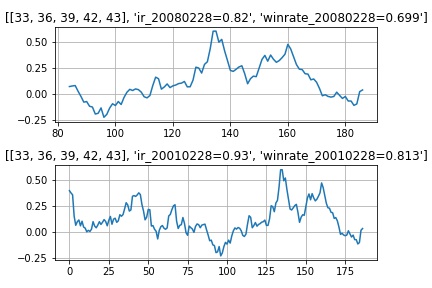 [[33, 36, 39, 42, 43], 'ir_20080228=0.82', 'winrate_20080228=0.699']
0.50
0.25
0.00
−0.25
80 100 120 140 160 180
[[33, 36, 39, 42, 43], 'ir_20010228=0.93', 'winrate_20010228=0.813']
0.50
0.25
0.00
−0.25
0 25 50 75 100 125 150 175